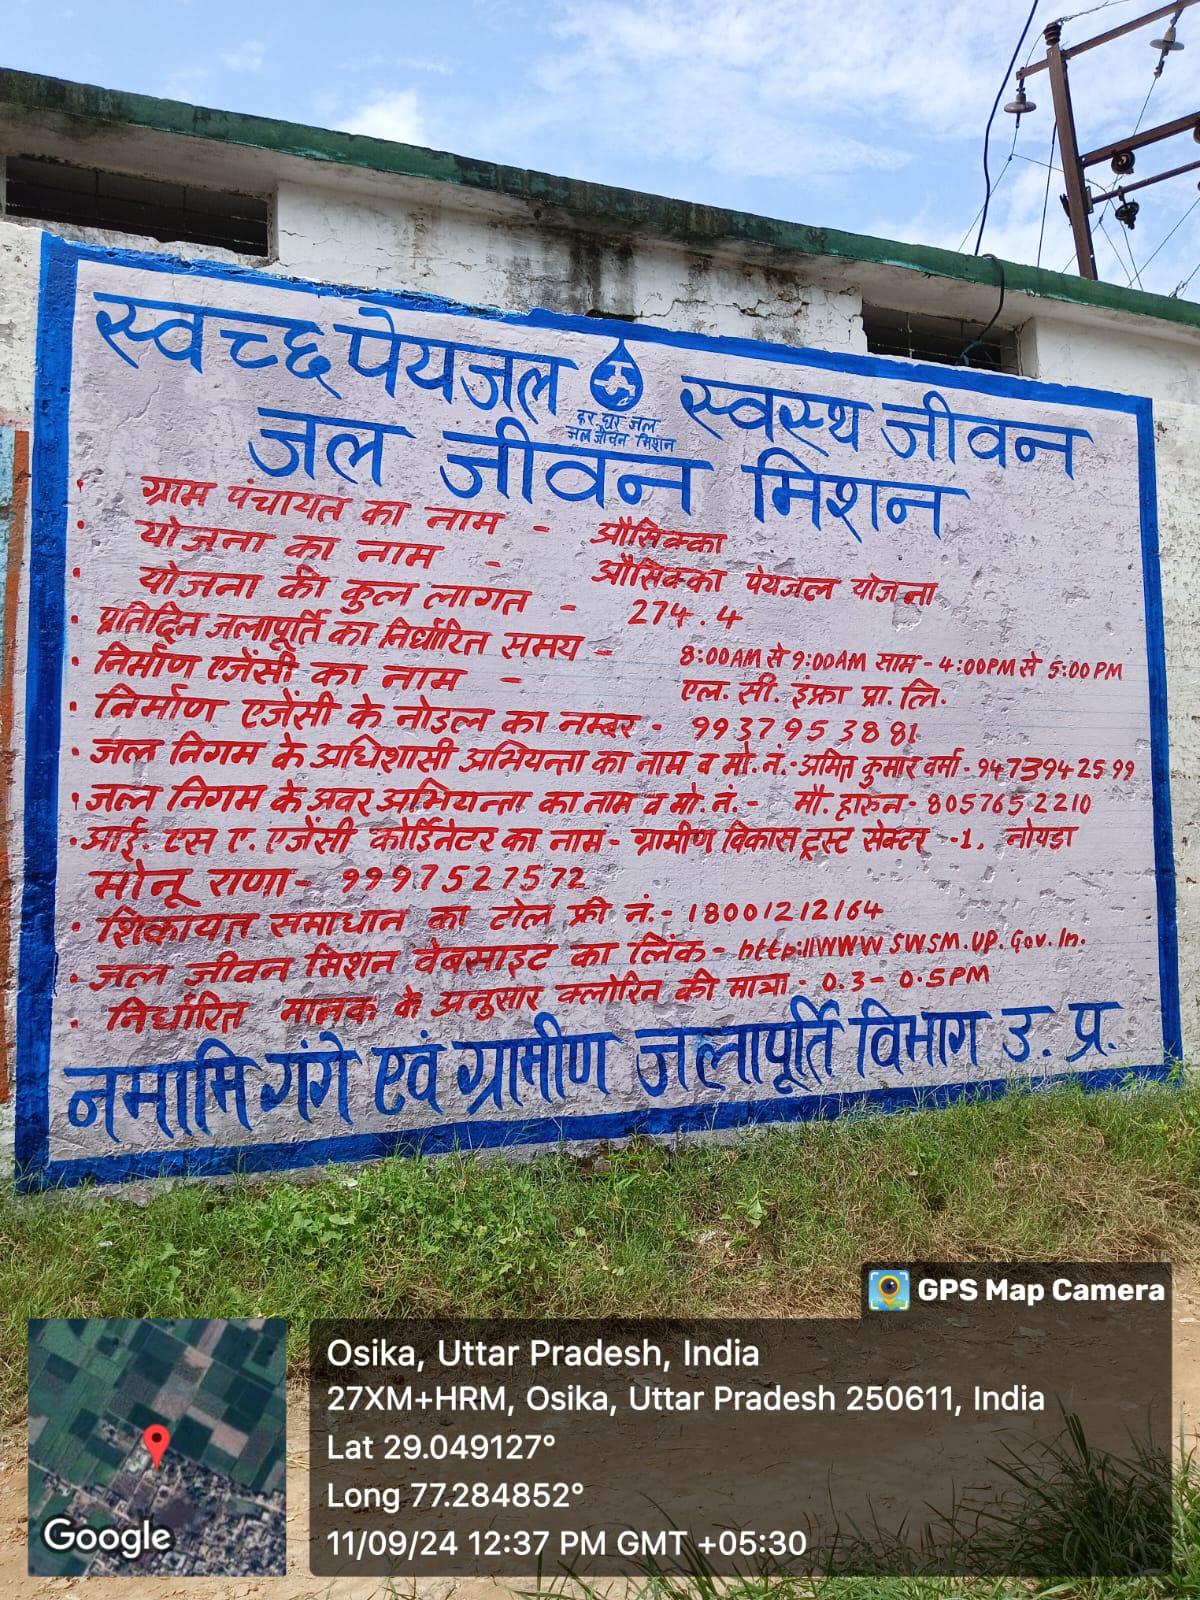 स्वच्छ पेयजल स्वस्थ जीवन
हर घर जल
जल जीवन मिशन
जल जीवन मिशन
• ग्राम पंचायत का नाम - औसिक्का
• योजना का नाम - औसिक्का पेयजल योजना
• योजना की कुल लागत - 274.4
• प्रतिदिन जलापूर्ति का निर्धारित समय - 8:00AM से 9:00AM साम - 4:00PM से 5:00PM
• निर्माण एजेंसी का नाम - एल. सी. इंफ्रा प्रा. लि.
• निर्माण एजेंसी के नोडल का नम्बर - 9937953881
• जल निगम के अधिशासी अभियन्ता का नाम व मो. नं. - अमित कुमार वर्मा - 9473942599
• जल निगम के अवर अभियन्ता का नाम व मो. नं. - मौ. हारुन - 8057652210
• आई. एस ए. एजेंसी कोर्डिनेटर का नाम - ग्रामीण विकास ट्रस्ट सेक्टर -1, नोयडा
मोनू राणा - 9997527572
• शिकायत समाधान का टोल फ्री नं. - 18001212164
• जल जीवन मिशन वेबसाइट का लिंक - http://WWW.SWSM.UP.Gov.In.
• निर्धारित मानक के अनुसार क्लोरिन की मात्रा - 0.3 - 0.5PM
नमामि गंगे एवं ग्रामीण जलापूर्ति विभाग उ. प्र.
GPS Map Camera
Osika, Uttar Pradesh, India
27XM+HRM, Osika, Uttar Pradesh 250611, India
Lat 29.049127°
Long 77.284852°
11/09/24 12:37 PM GMT +05:30
Google